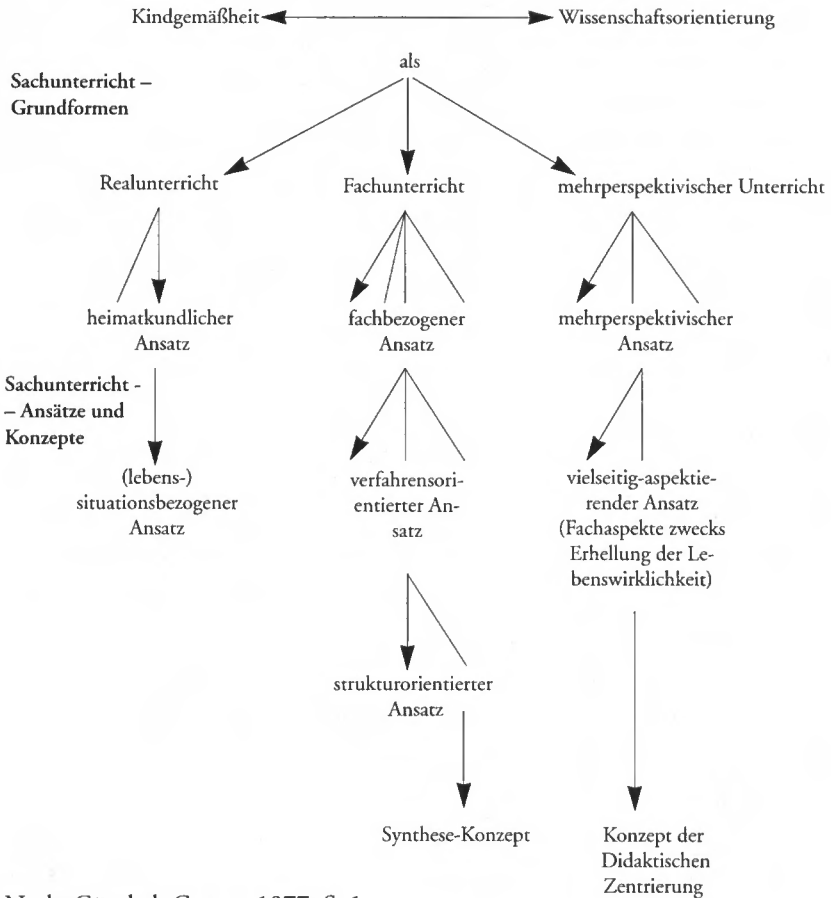 Kindgemäßheit Wissenschaftsorientierung
als
Sachunterricht –
Grundformen
Realunterricht Fachunterricht mehrperspektivischer Unterricht
heimatkundlicher
Ansatz
fachbezogener
Ansatz
mehrperspektivischer
Ansatz
Sachunterricht -
– Ansätze und
Konzepte
(lebens-)
situationsbezogener
Ansatz
verfahrensori-
entierter An-
satz
vielseitig-aspektie-
render Ansatz
(Fachaspekte zwecks
Erhellung der Le-
benswirklichkeit)
strukturorientierter
Ansatz
Synthese-Konzept
Konzept der
Didaktischen
Zentrierung